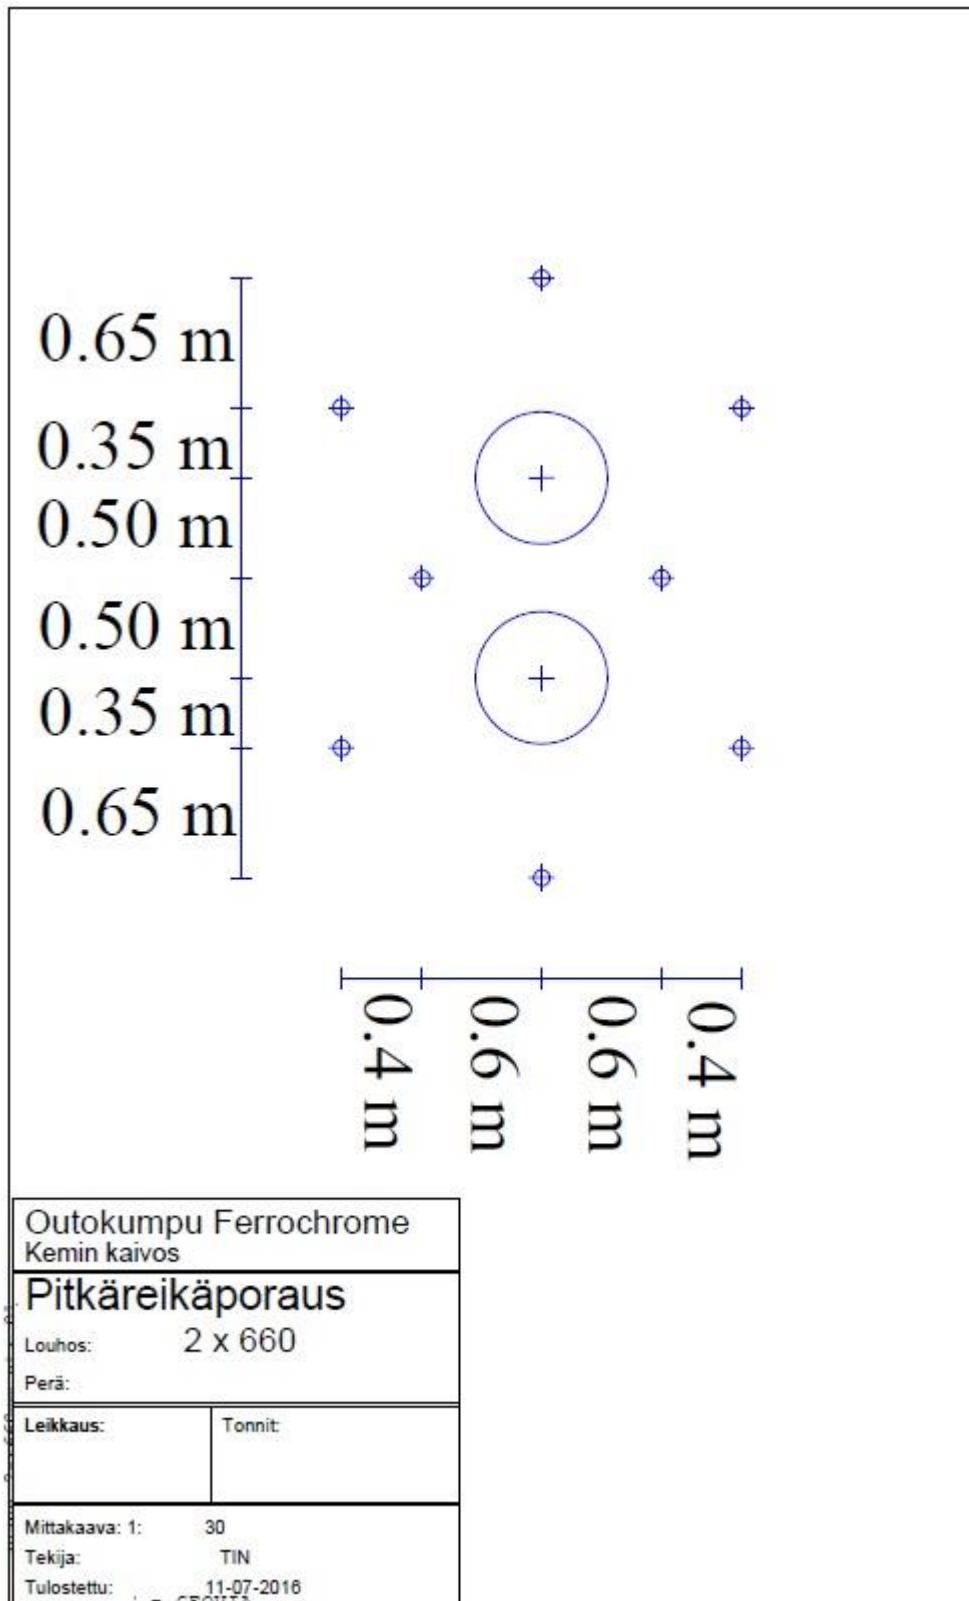 0.65 m
0.35 m
0.50 m
0.50 m
0.35 m
0.65 m
0.4 m
0.6 m
0.6 m
0.4 m
Outokumpu Ferrochrome
Kemin kaivos
Pitkäreikäporaus
Louhos: 2 x 660
Perä:
Leikkaus: Tonnit:
Mittakaava: 1: 30
Tekija: TIN
Tulostettu: 11-07-2016